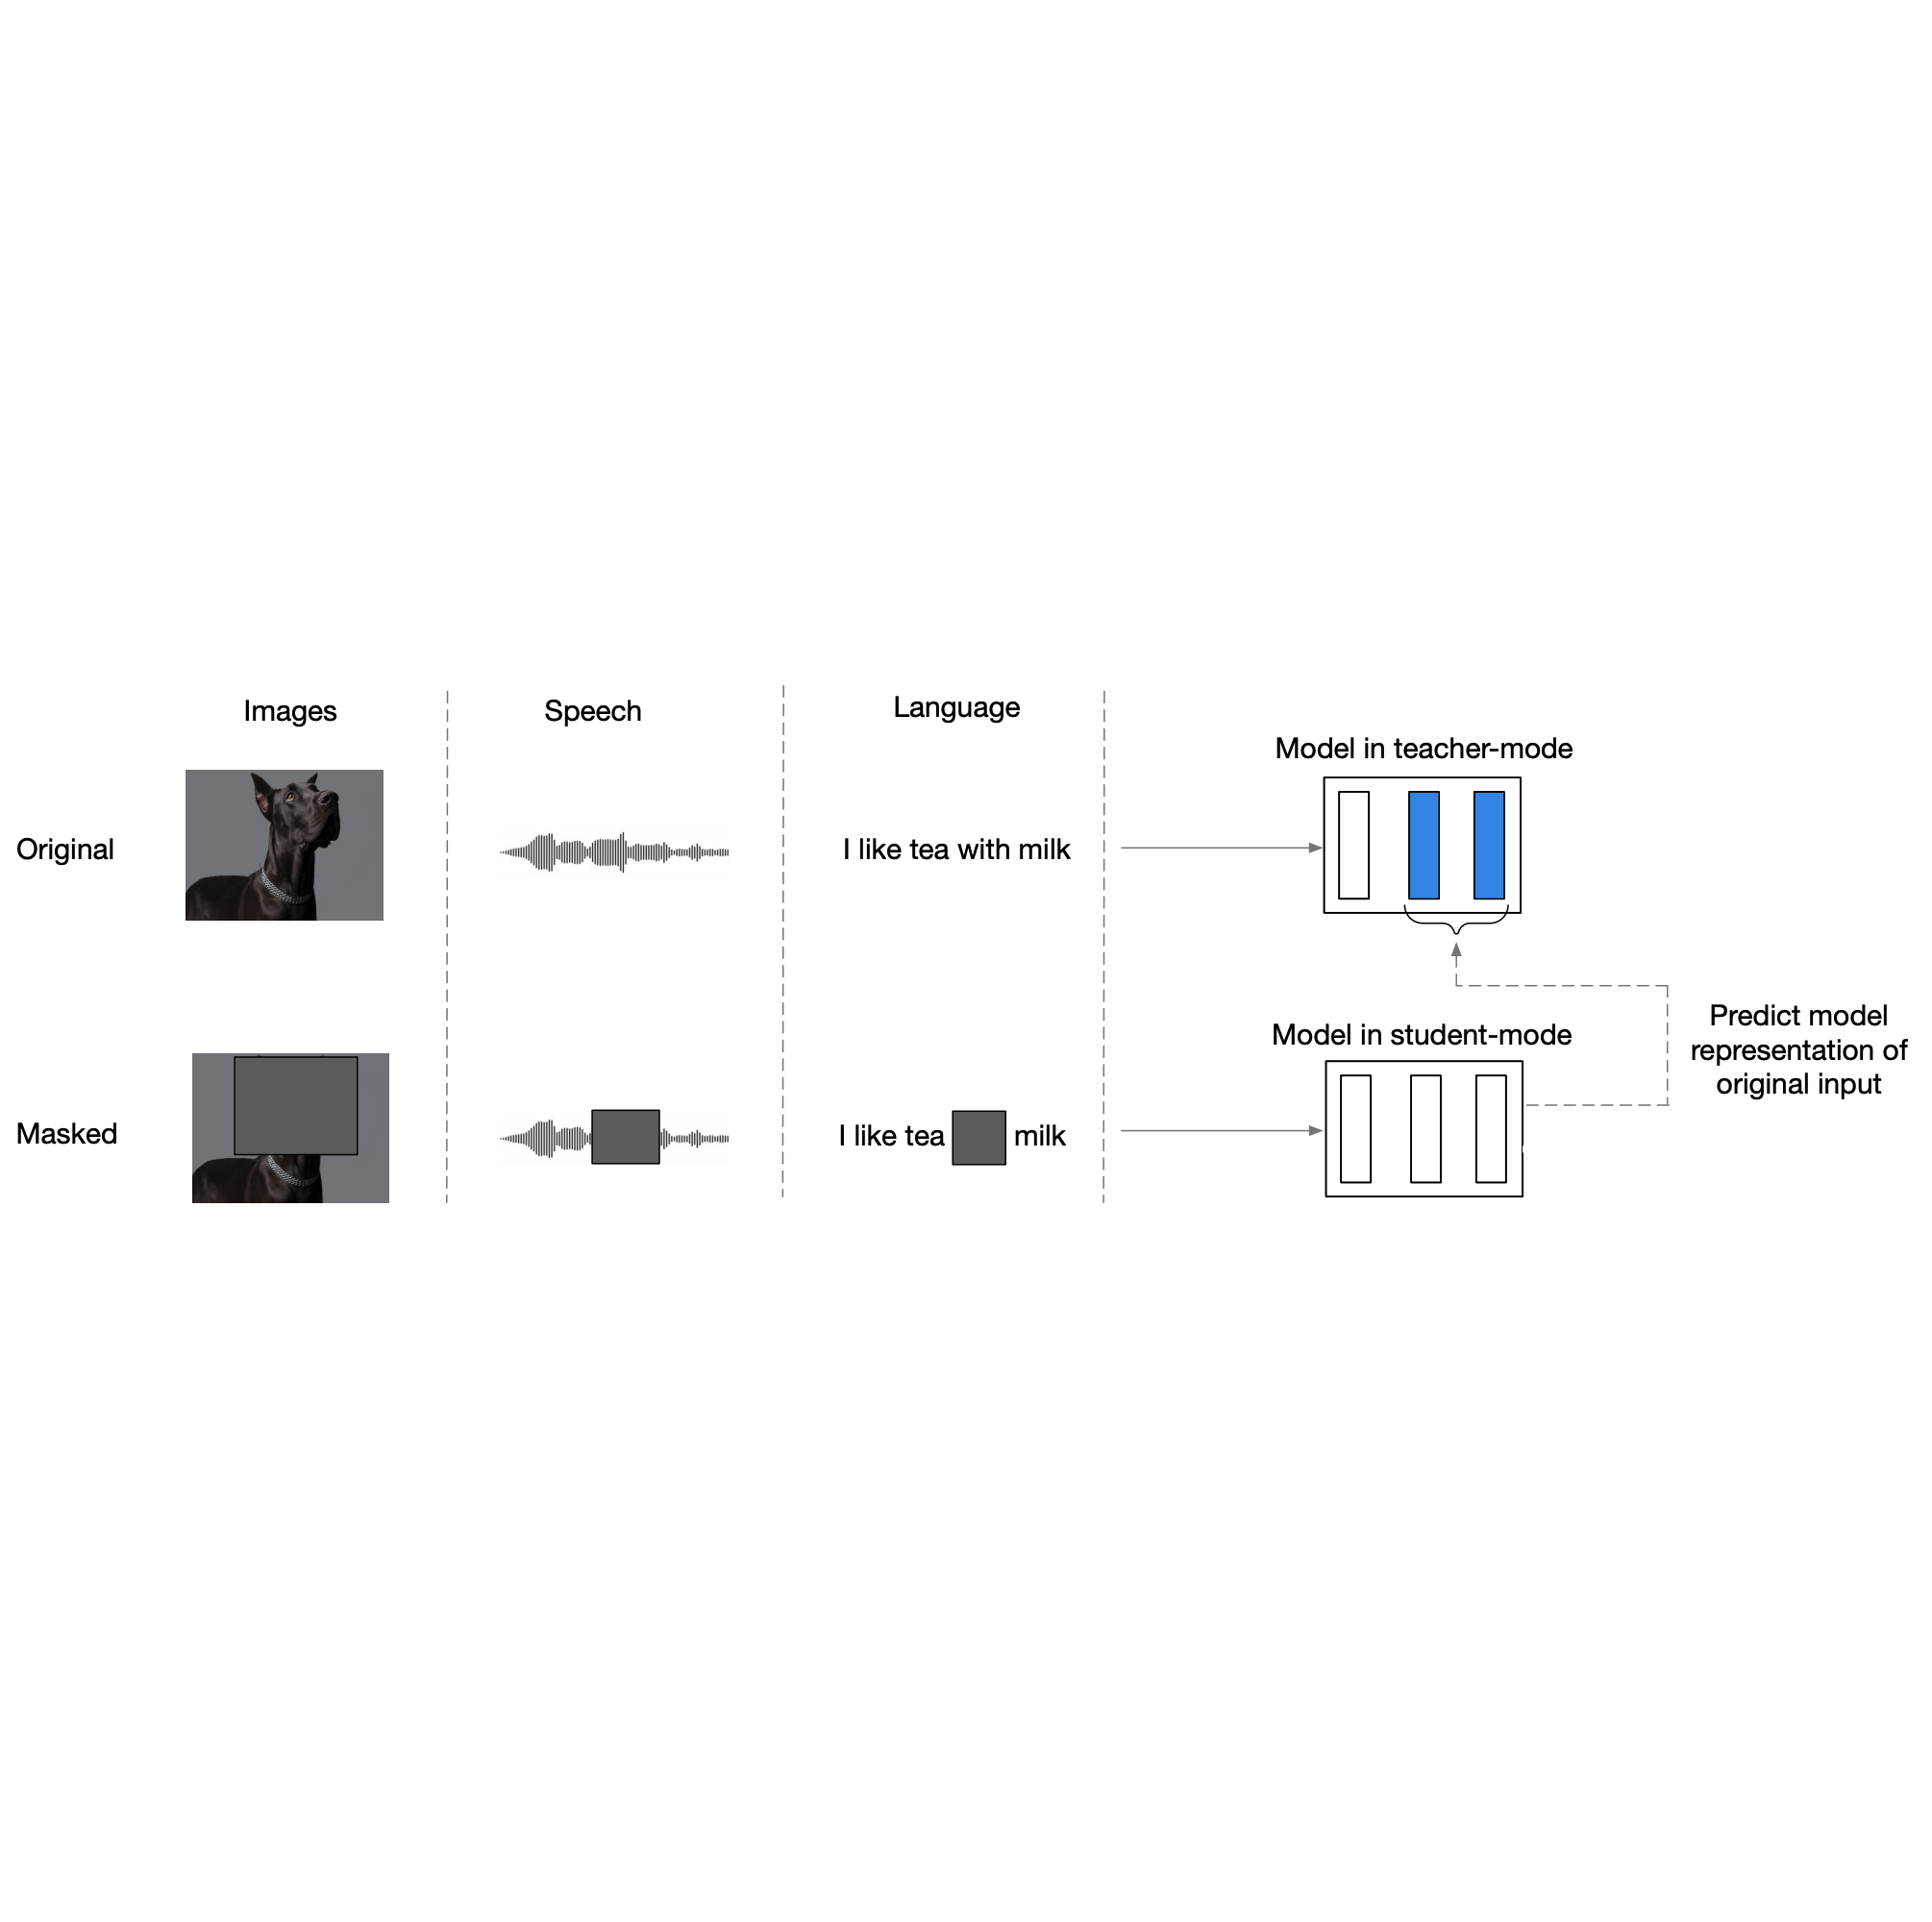 Images
Speech
Language
Model in teacher-mode
Original
I like tea with milk
Predict model
representation of
original input
Model in student-mode
Masked
I like tea milk